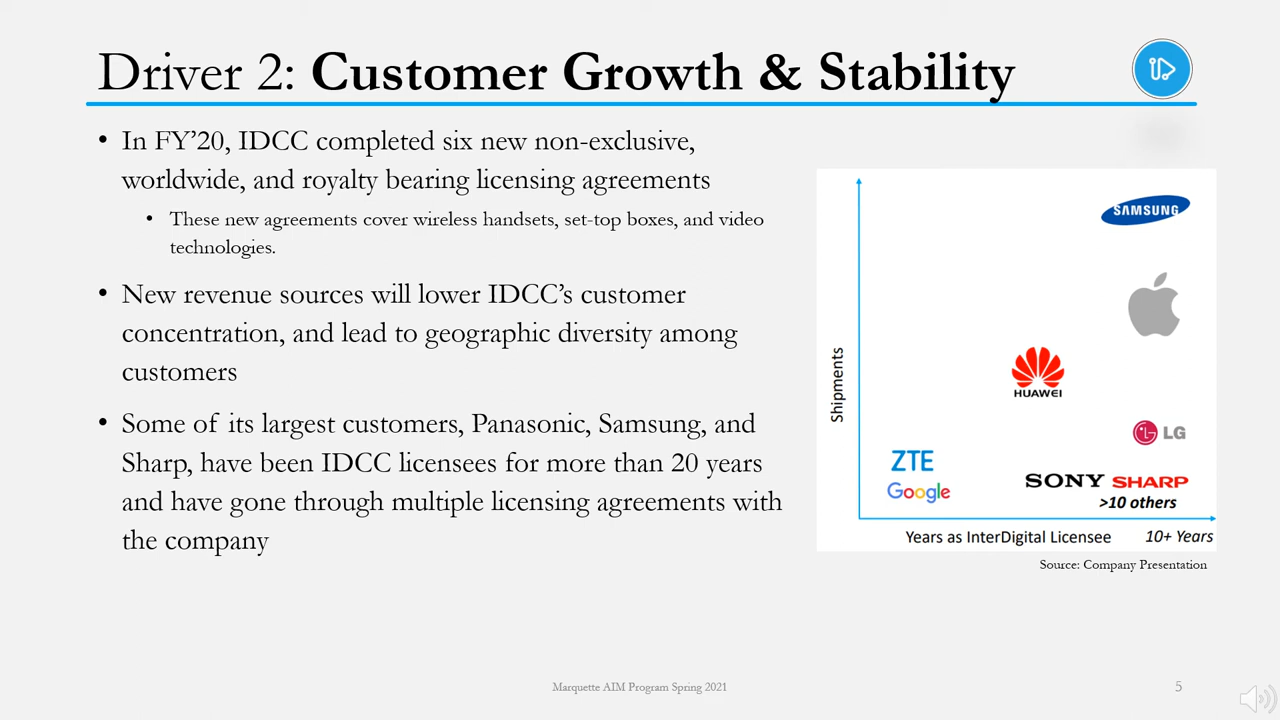 Driver 2: Customer Growth & Stability
• In FY’20, IDCC completed six new non-exclusive,
worldwide, and royalty bearing licensing agreements
• These new agreements cover wireless handsets, set-top boxes, and video
technologies.
• New revenue sources will lower IDCC’s customer
concentration, and lead to geographic diversity among
customers
• Some of its largest customers, Panasonic, Samsung, and
Sharp, have been IDCC licensees for more than 20 years
and have gone through multiple licensing agreements with
the company
Shipments
SAMSUNG
HUAWEI
LG
ZTE
Google
SONY SHARP
>10 others
Years as InterDigital Licensee 10+ Years
Source: Company Presentation
Marquette AIM Program Spring 2021
5